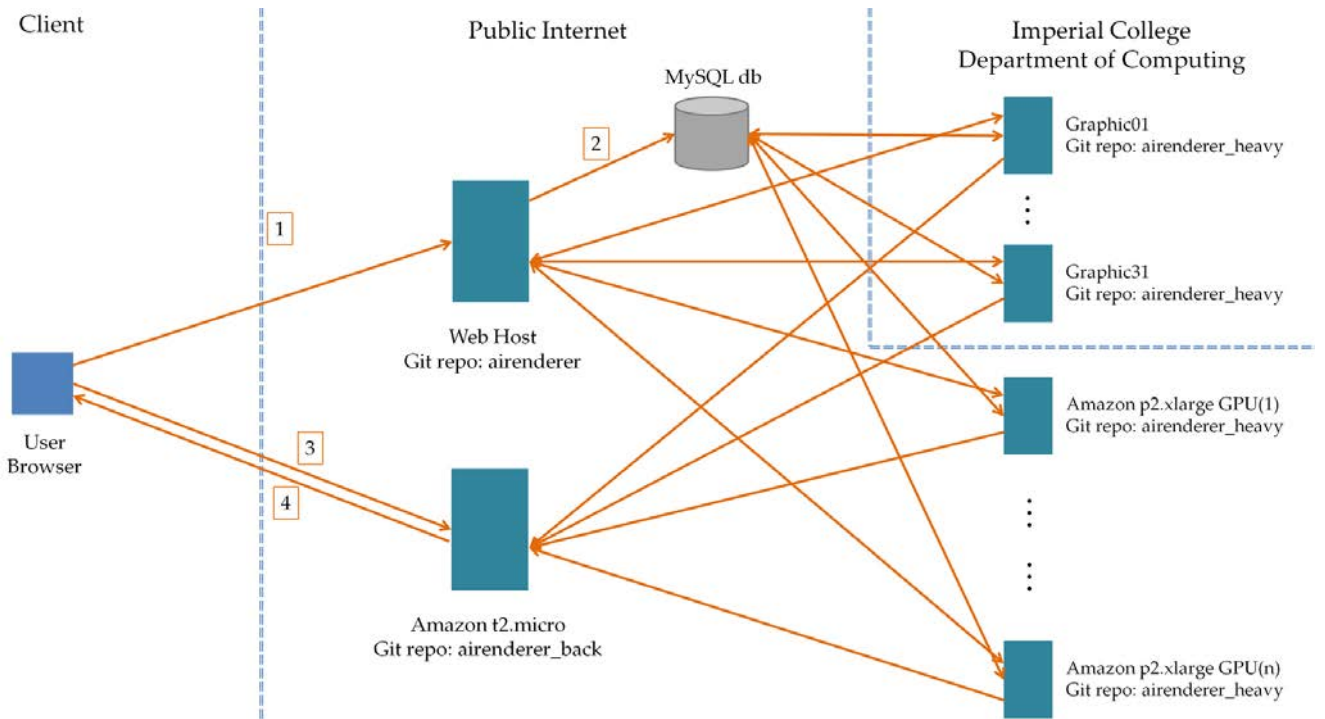 Client
Public Internet
Imperial College
Department of Computing
MySQL db
Graphic01
Git repo: airenderer_heavy
2
1
Graphic31
Git repo: airenderer_heavy
Web Host
Git repo: airenderer
Amazon p2.xlarge GPU(1)
Git repo: airenderer_heavy
User
Browser
3
4
Amazon t2.micro
Git repo: airenderer_back
Amazon p2.xlarge GPU(n)
Git repo: airenderer_heavy